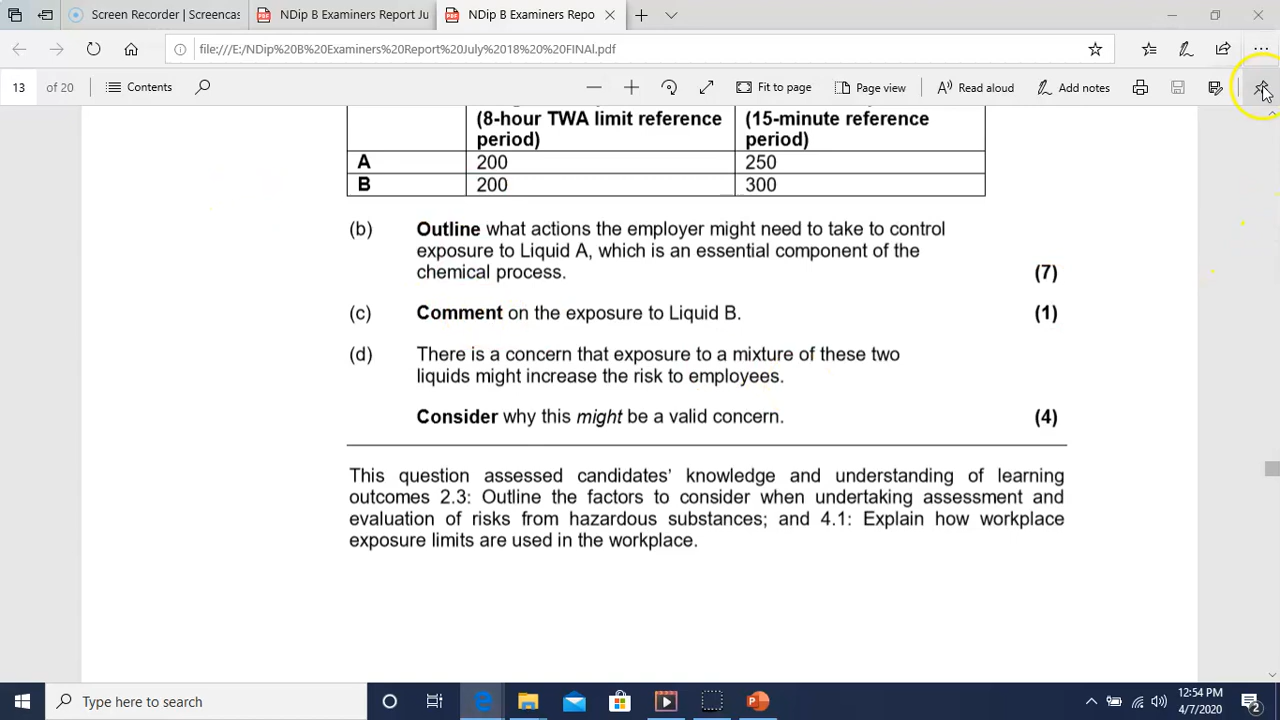 Screen Recorder | Screencas
NDip B Examiners Report Ju
NDip B Examiners Repo
file:///E:/NDip%20B%20Examiners%20Report%20July%202018%20%20FINAl.pdf
13 of 20 Contents Fit to page Page view Read aloud Add notes
(8-hour TWA limit reference period) (15-minute reference period)
A 200 250
B 200 300
(b) Outline what actions the employer might need to take to control
exposure to Liquid A, which is an essential component of the
chemical process. (7)
(c) Comment on the exposure to Liquid B. (1)
(d) There is a concern that exposure to a mixture of these two
liquids might increase the risk to employees.
Consider why this might be a valid concern. (4)
This question assessed candidates' knowledge and understanding of learning
outcomes 2.3: Outline the factors to consider when undertaking assessment and
evaluation of risks from hazardous substances; and 4.1: Explain how workplace
exposure limits are used in the workplace.
Type here to search
12:54 PM
4/7/2020
2